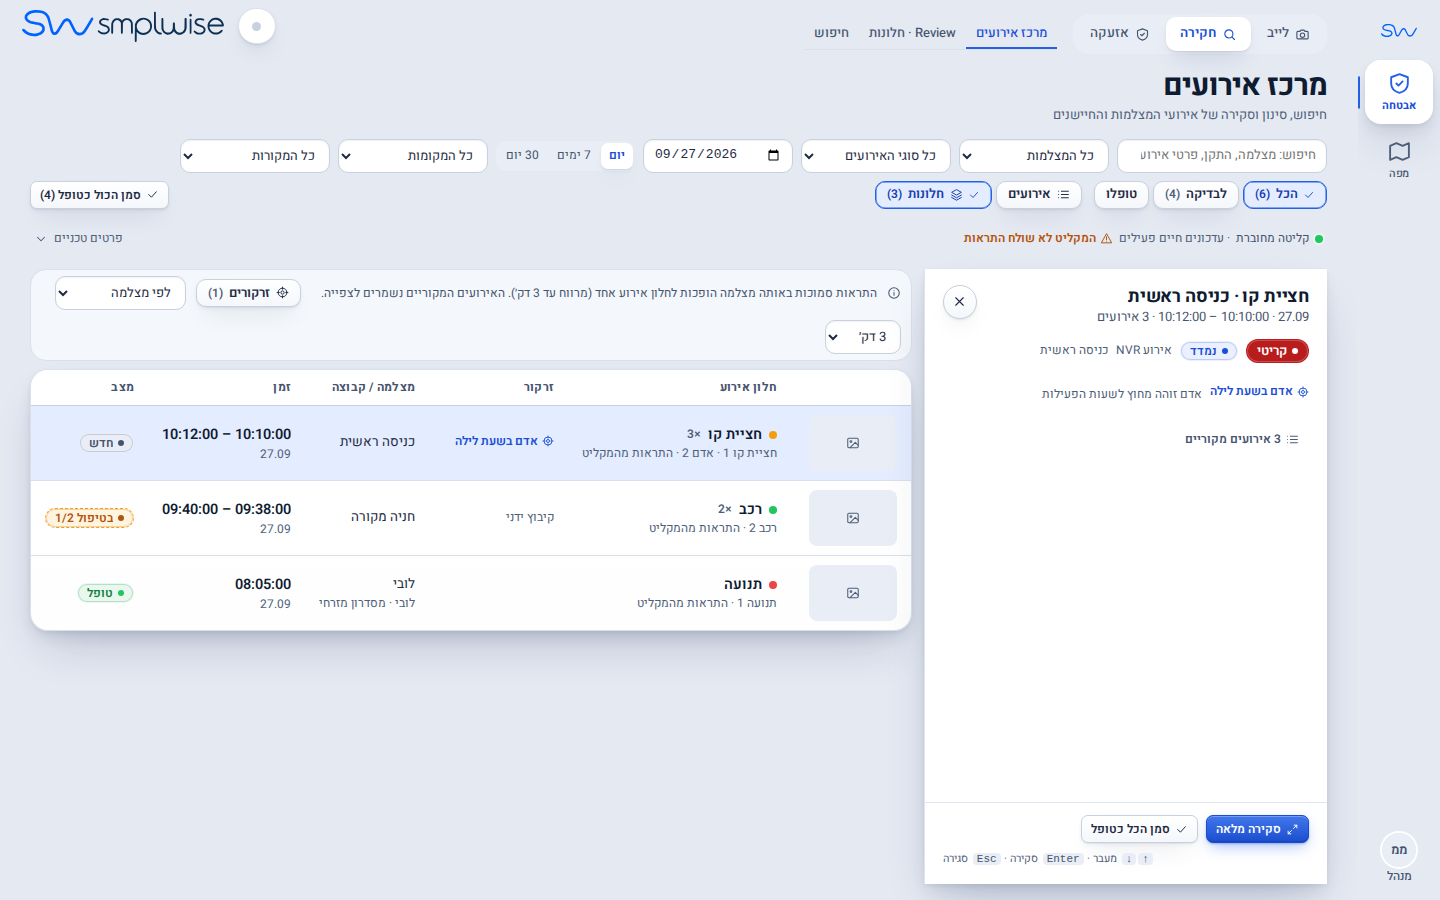 smplwise
לייב
חקירה
אזעקה
מרכז אירועים
Review · חלונות
חיפוש
אבטחה
מפה
מרכז אירועים
חיפוש, סינון וסקירה של אירועי המצלמות והחיישנים
חיפוש: מצלמה, התקן, פרטי אירוע
כל המצלמות
כל סוגי האירועים
09/27/2026
יום
7 ימים
30 יום
כל המקומות
כל המקורות
הכל (6)
לבדיקה (4)
טופלו
אירועים
חלונות (3)
סמן הכול כטופל (4)
קליטה מחוברת · עדכונים חיים פעילים
המקליט לא שולח התראות
פרטים טכניים
חציית קו · כניסה ראשית
27.09 · 10:10:00 – 10:12:00 · 3 אירועים
קריטי
נמדד
אירוע NVR
כניסה ראשית
אדם בשעת לילה
אדם זוהה מחוץ לשעות הפעילות
3 אירועים מקוריים
סקירה מלאה
סמן הכל כטופל
↑ ↓ מעבר · Enter סקירה · Esc סגירה
התראות סמוכות באותה מצלמה הופכות לחלון אירוע אחד (מרווח עד 3 דק'). האירועים המקוריים נשמרים לצפייה.
זרקורים (1)
לפי מצלמה
3 דק'
חלון אירוע
זרקור
מצלמה / קבוצה
זמן
מצב
חציית קו ×3
חציית קו 1 · אדם 2 · התראות מהמקליט
אדם בשעת לילה
כניסה ראשית
10:10:00 – 10:12:00
27.09
חדש
רכב ×2
רכב 2 · התראות מהמקליט
קיבוץ ידני
חניה מקורה
09:38:00 – 09:40:00
27.09
בטיפול 1/2
תנועה
תנועה 1 · התראות מהמקליט
לובי
לובי · מסדרון מזרחי
08:05:00
27.09
טופל
ממ
מנהל